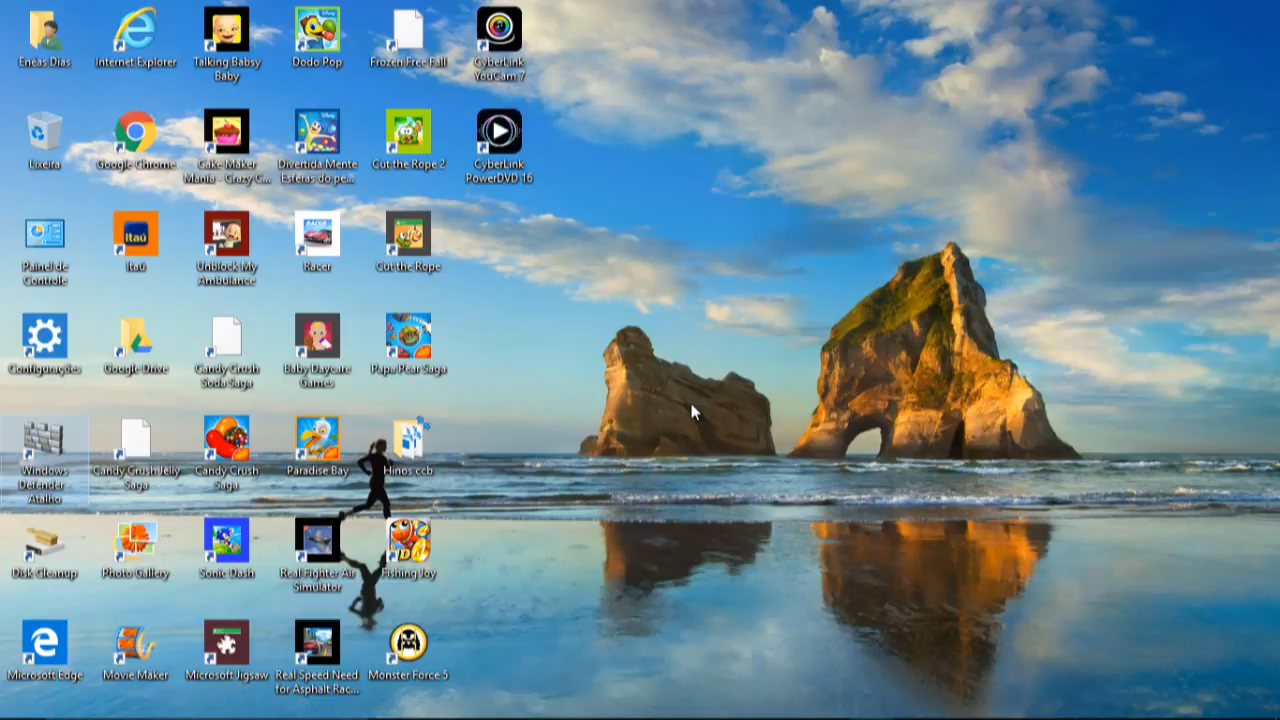 Enéas Dias
Internet Explorer
Talking Babsy
Baby
Dodo Pop
Frozen Free Fall
CyberLink
YouCam 7
Lixeira
Google Chrome
Cake Maker
Mania - Crazy C...
Divertida Mente
Esferas do pe...
Cut the Rope 2
CyberLink
PowerDVD 16
Painel de
Controle
Itaú
Unblock My
Ambulance
Racer
Cut the Rope
Configurações
Google Drive
Candy Crush
Soda Saga
Baby Daycare
Games
Papa Pear Saga
Windows
Defender -
Atalho
Candy CrushJelly
Saga
Candy Crush
Saga
Paradise Bay
Hinos ccb
Disk Cleanup
Photo Gallery
Sonic Dash
Real Fighter Air
Simulator
Fishing Joy
Microsoft Edge
Movie Maker
Microsoft Jigsaw
Real Speed Need
for Asphalt Rac...
Monster Force 5